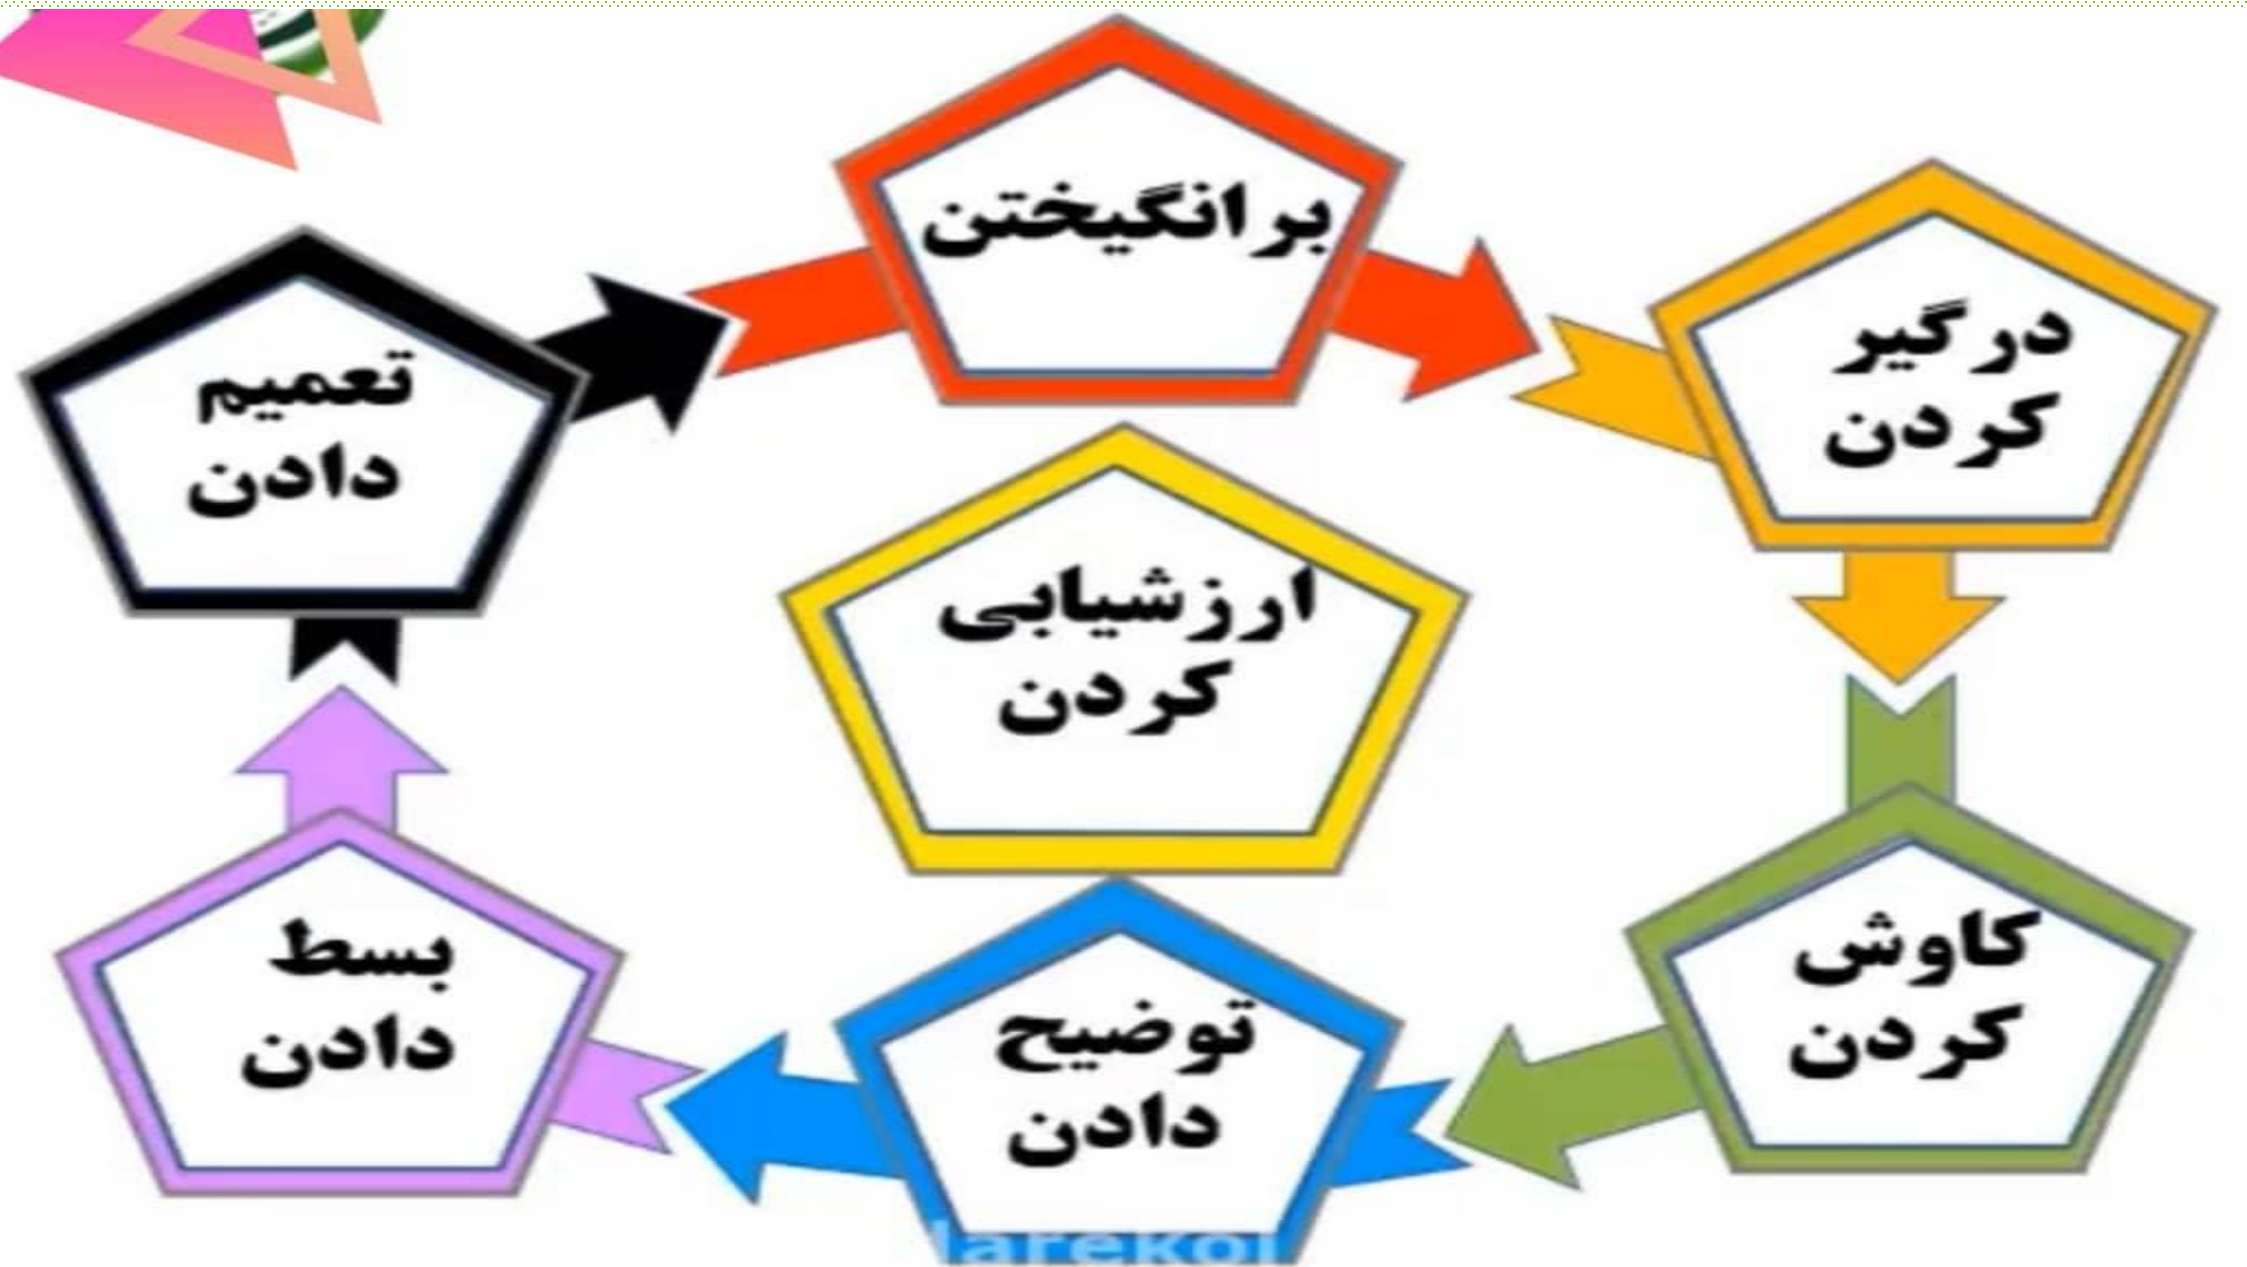 برانگیختن
درگیر
کردن
کاوش
کردن
توضیح
دادن
بسط
دادن
تعمیم
دادن
ارزشیابی
کردن